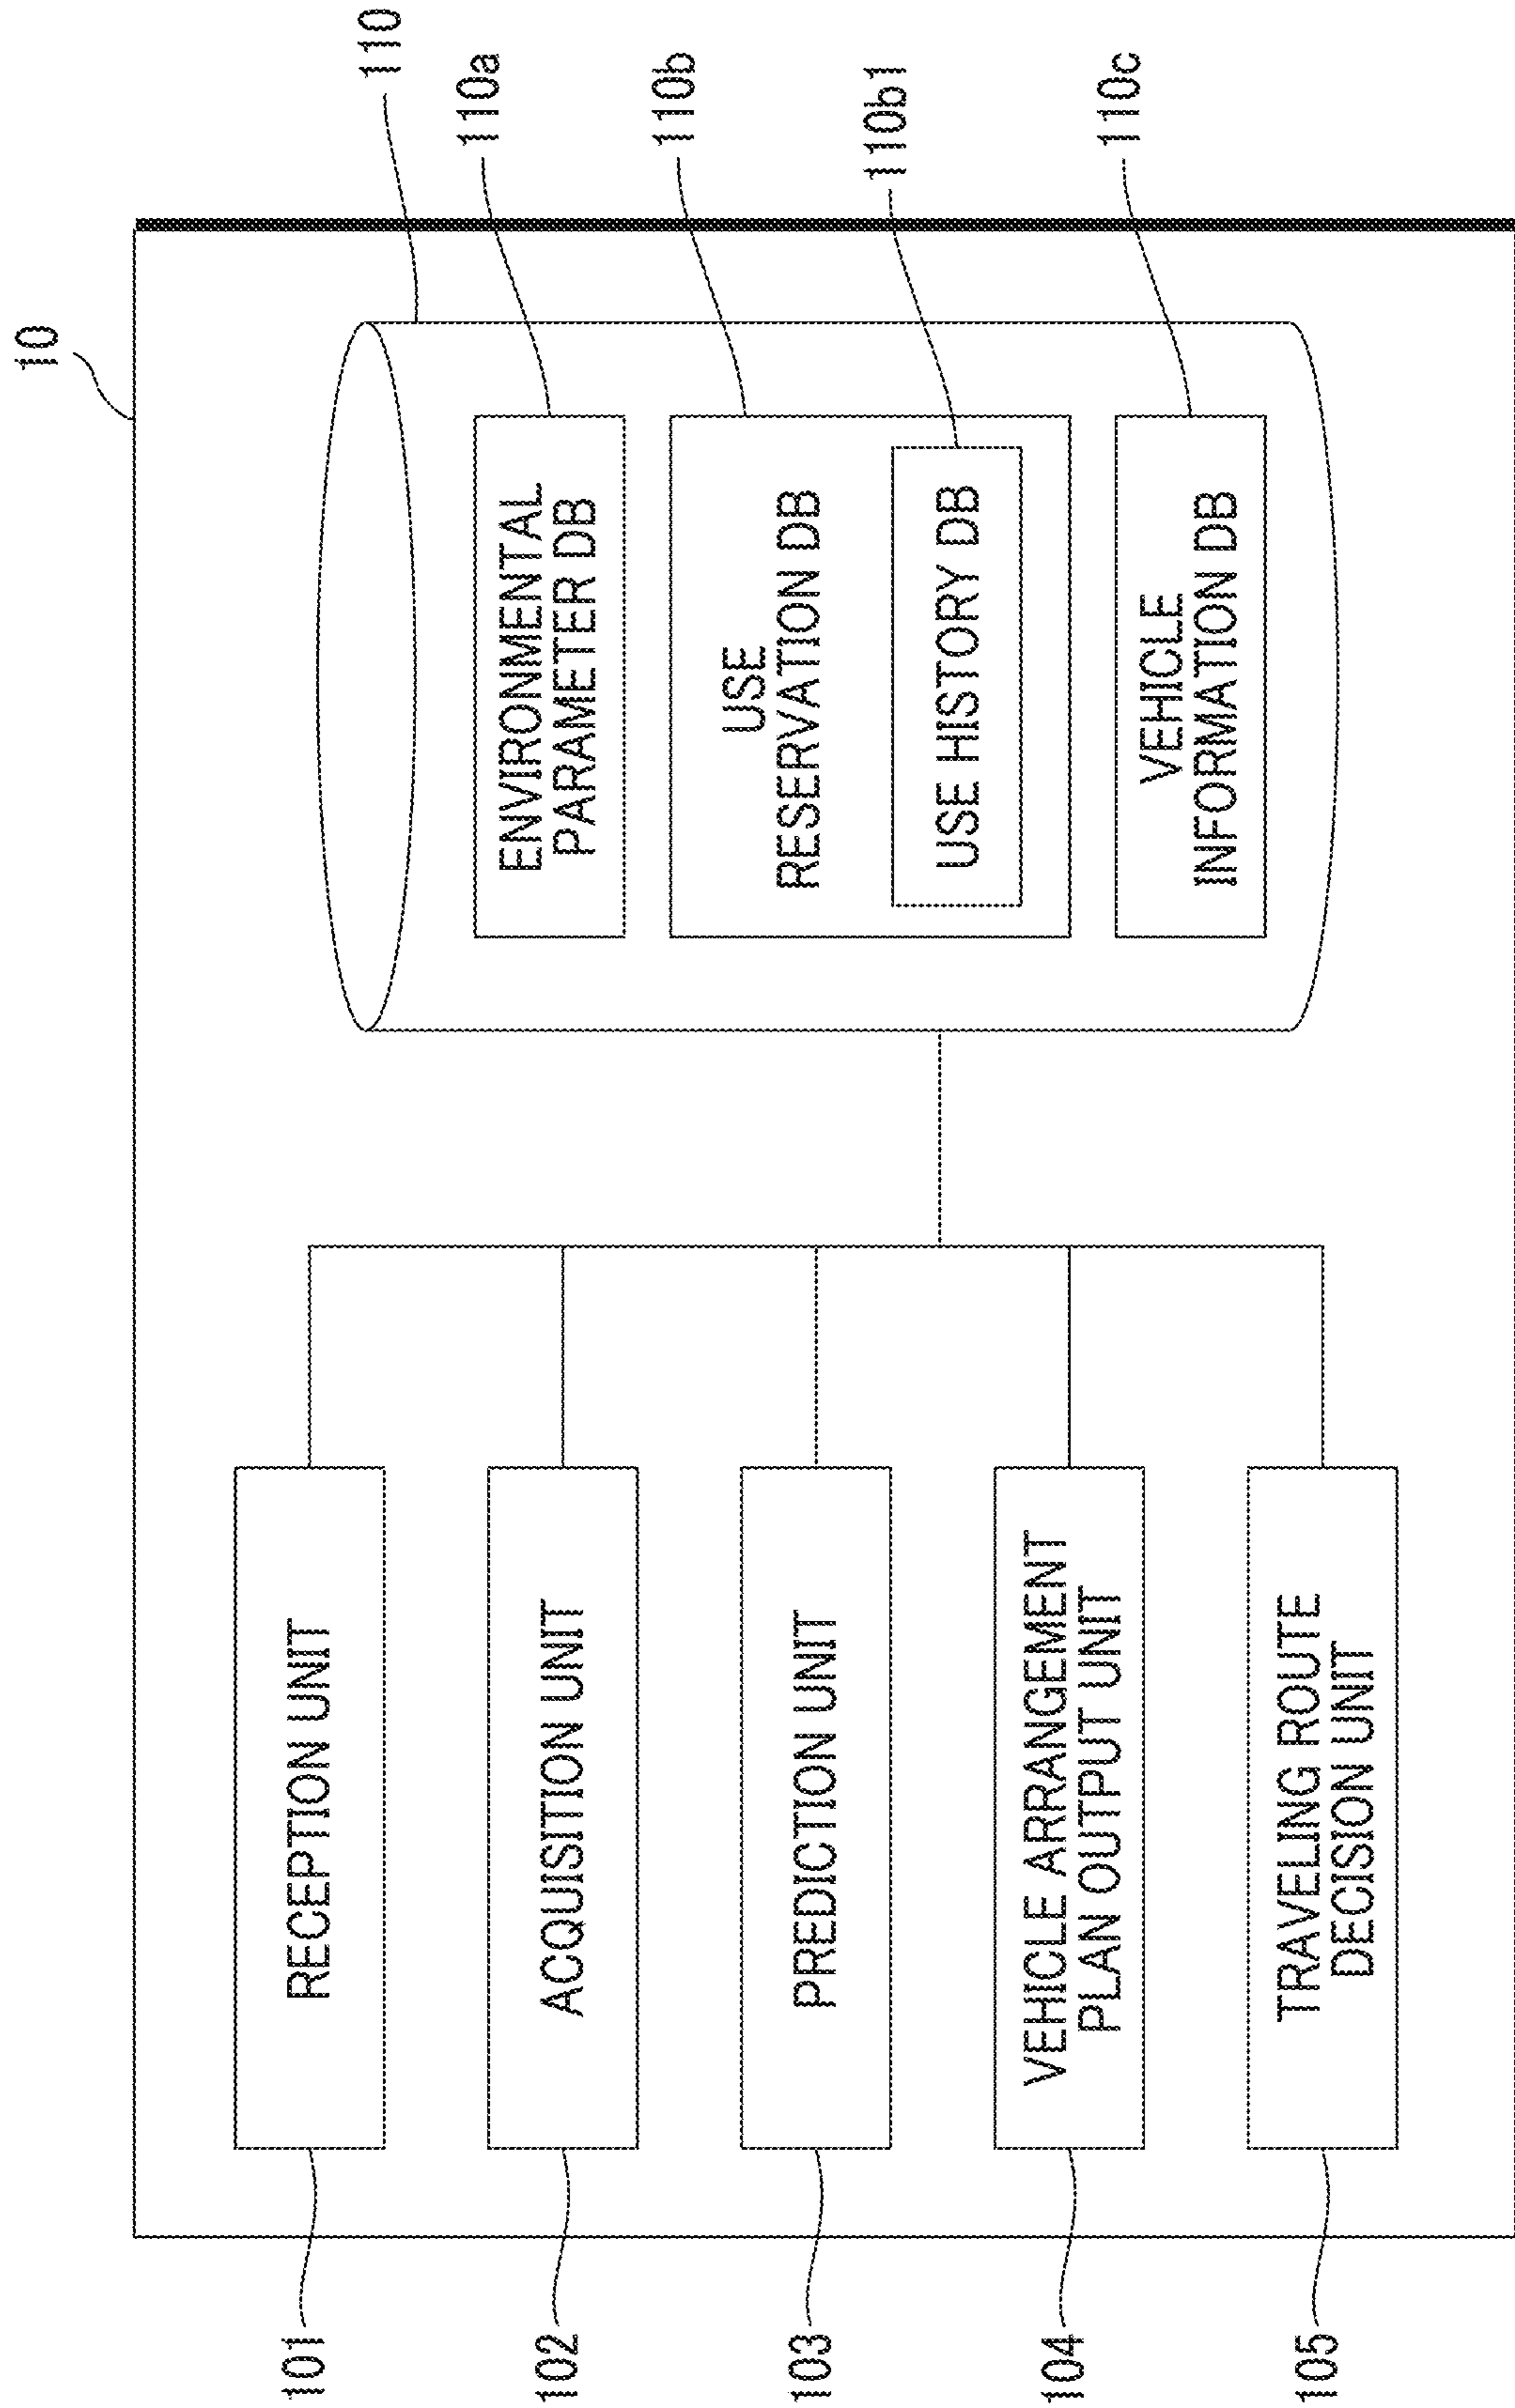 10
101
RECEPTION UNIT
102
ACQUISITION UNIT
103
PREDICTION UNIT
104
VEHICLE ARRANGEMENT
PLAN OUTPUT UNIT
105
TRAVELING ROUTE
DECISION UNIT
110
ENVIRONMENTAL
PARAMETER DB
110a
USE
RESERVATION DB
110b
USE HISTORY DB
110b1
VEHICLE
INFORMATION DB
110c